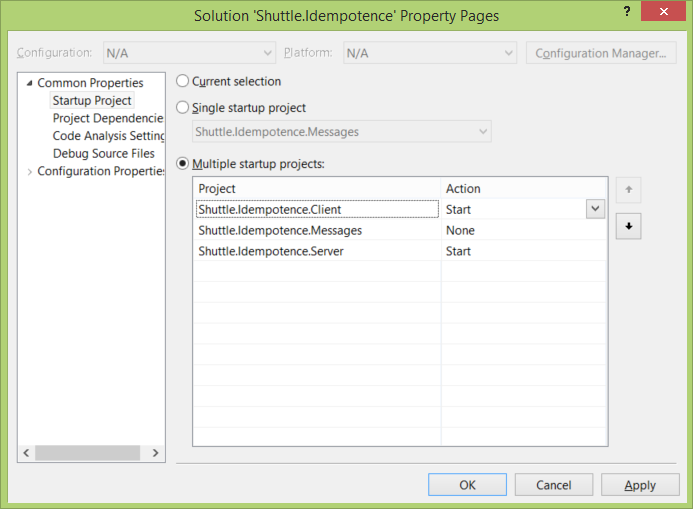 Solution 'Shuttle.Idempotence' Property Pages
?
Configuration: N/A Platform: N/A Configuration Manager...
Common Properties
Startup Project
Project Dependencie
Code Analysis Setting
Debug Source Files
Configuration Propertie
Current selection
Single startup project
Shuttle.Idempotence.Messages
Multiple startup projects:
Project Action
Shuttle.Idempotence.Client Start
Shuttle.Idempotence.Messages None
Shuttle.Idempotence.Server Start
OK Cancel Apply